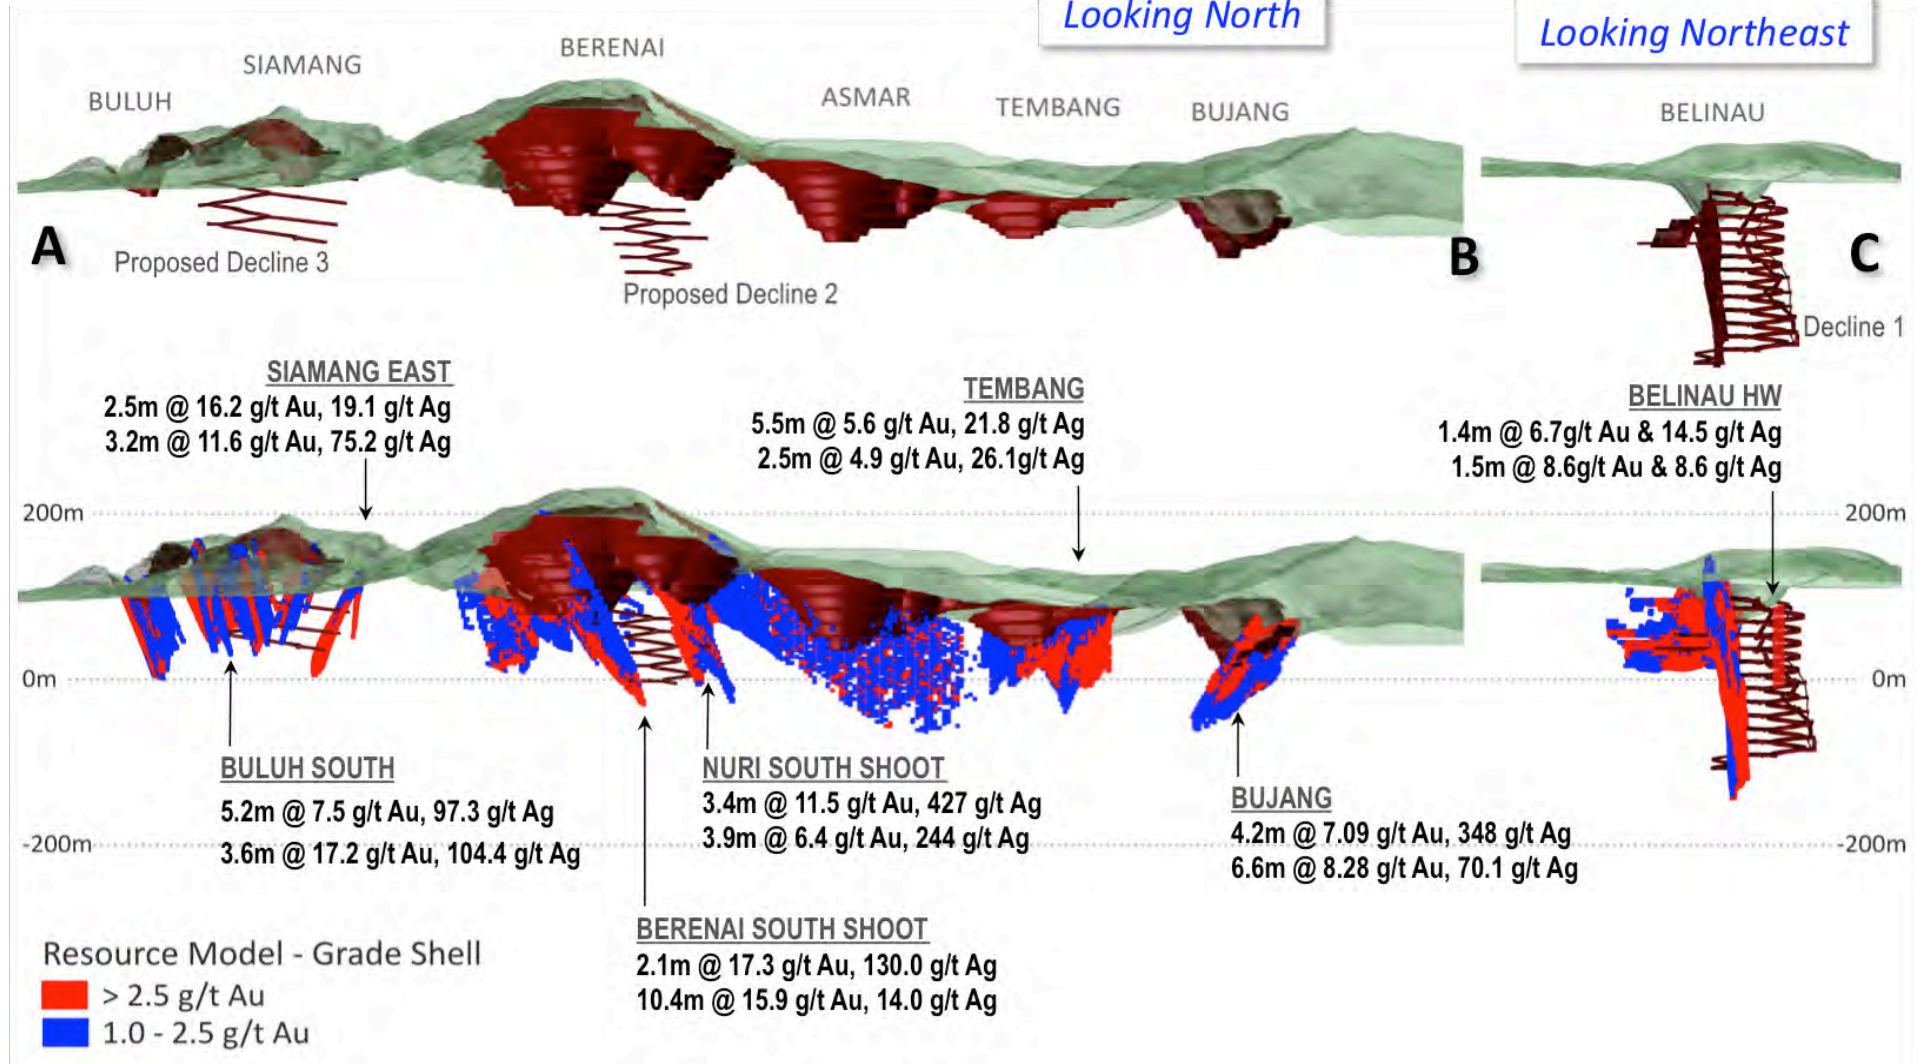 Looking North
Looking Northeast
BULUH
SIAMANG
BERENAI
ASMAR
TEMBANG
BUJANG
BELINAU
A
B
C
Proposed Decline 3
Proposed Decline 2
Decline 1
SIAMANG EAST
2.5m @ 16.2 g/t Au, 19.1 g/t Ag
3.2m @ 11.6 g/t Au, 75.2 g/t Ag
TEMBANG
5.5m @ 5.6 g/t Au, 21.8 g/t Ag
2.5m @ 4.9 g/t Au, 26.1g/t Ag
BELINAU HW
1.4m @ 6.7g/t Au & 14.5 g/t Ag
1.5m @ 8.6g/t Au & 8.6 g/t Ag
200m
200m
0m
0m
-200m
-200m
BULUH SOUTH
5.2m @ 7.5 g/t Au, 97.3 g/t Ag
3.6m @ 17.2 g/t Au, 104.4 g/t Ag
NURI SOUTH SHOOT
3.4m @ 11.5 g/t Au, 427 g/t Ag
3.9m @ 6.4 g/t Au, 244 g/t Ag
BUJANG
4.2m @ 7.09 g/t Au, 348 g/t Ag
6.6m @ 8.28 g/t Au, 70.1 g/t Ag
BERENAI SOUTH SHOOT
2.1m @ 17.3 g/t Au, 130.0 g/t Ag
10.4m @ 15.9 g/t Au, 14.0 g/t Ag
Resource Model - Grade Shell
> 2.5 g/t Au
1.0 - 2.5 g/t Au